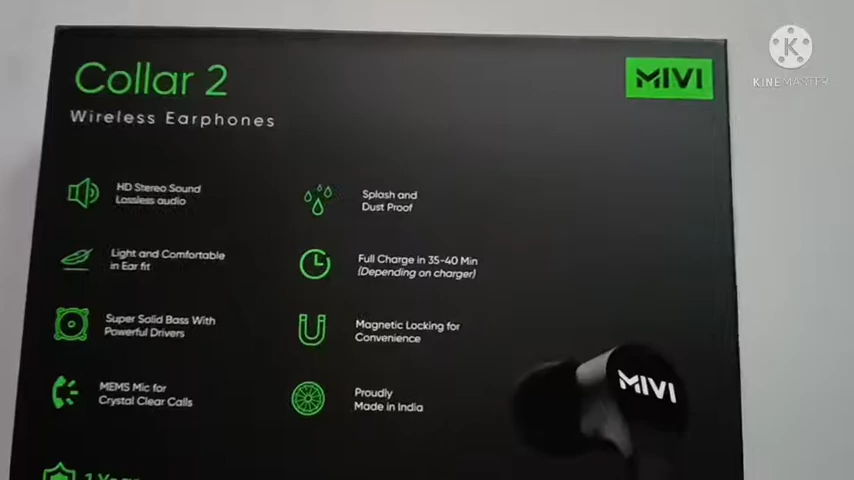 Collar 2
MIVI
Wireless Earphones
HD Stereo Sound
Lossless audio
Splash and
Dust Proof
Light and Comfortable
in Ear fit
Full Charge in 35-40 Min
(Depending on charger)
Super Solid Bass With
Powerful Drivers
Magnetic Locking for
Convenience
MEMS Mic for
Crystal Clear Calls
Proudly
Made in India
MIVI
1 Year
K
KINEMASTER